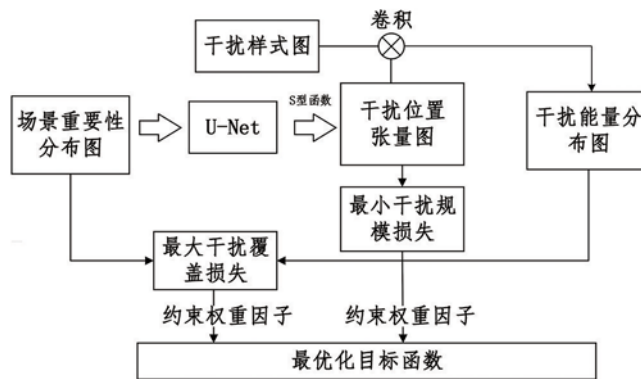 卷积
干扰样式图
S型函数
场景重要性
分布图
U-Net
干扰位置
张量图
干扰能量分
布图
最小干扰规
模损失
最大干扰覆
盖损失
约束权重因子
约束权重因子
最优化目标函数